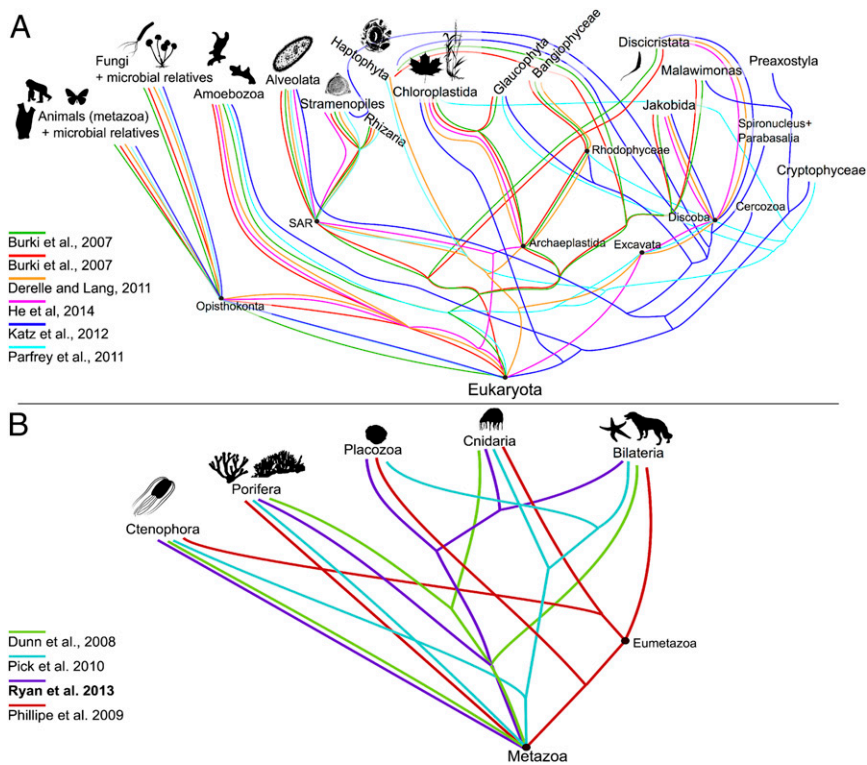 A
Fungi
+ microbial relatives
Animals (metazoa)
+ microbial relatives
Amoebozoa
Alveolata
Stramenopiles
Haptophyta
Rhizaria
Chloroplastida
Glaucophyta
Bangiophyceae
Rhodophyceae
Discicristata
Malawimonas
Jakobida
Preaxostyla
Spironucleus+
Parabasalia
Cryptophyceae
Cercozoa
Discoba
SAR
Archaeplastida
Excavata
Opisthokonta
Eukaryota
Burki et al., 2007
Burki et al., 2007
Derelle and Lang, 2011
He et al, 2014
Katz et al., 2012
Parfrey et al., 2011
B
Ctenophora
Porifera
Placozoa
Cnidaria
Bilateria
Eumetazoa
Metazoa
Dunn et al., 2008
Pick et al. 2010
Ryan et al. 2013
Phillipe et al. 2009